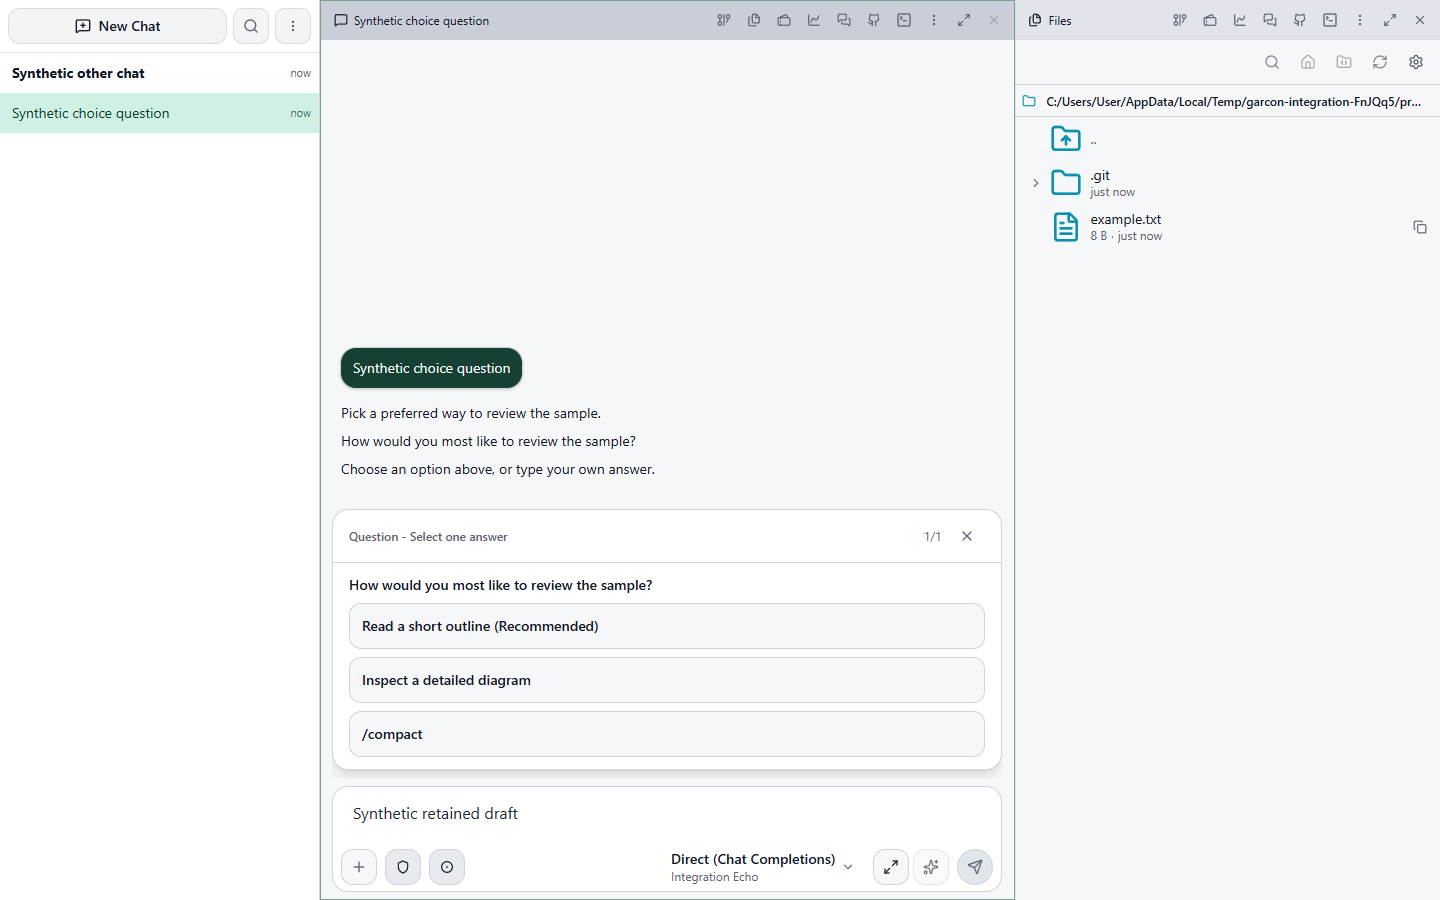 New Chat
Synthetic other chat
now
Synthetic choice question
now
Synthetic choice question
Synthetic choice question
Pick a preferred way to review the sample.
How would you most like to review the sample?
Choose an option above, or type your own answer.
Question - Select one answer
1/1
How would you most like to review the sample?
Read a short outline (Recommended)
Inspect a detailed diagram
/compact
Synthetic retained draft
Direct (Chat Completions)
Integration Echo
Files
C:/Users/User/AppData/Local/Temp/garcon-integration-FnJQq5/pr...
..
.git
just now
example.txt
8 B · just now